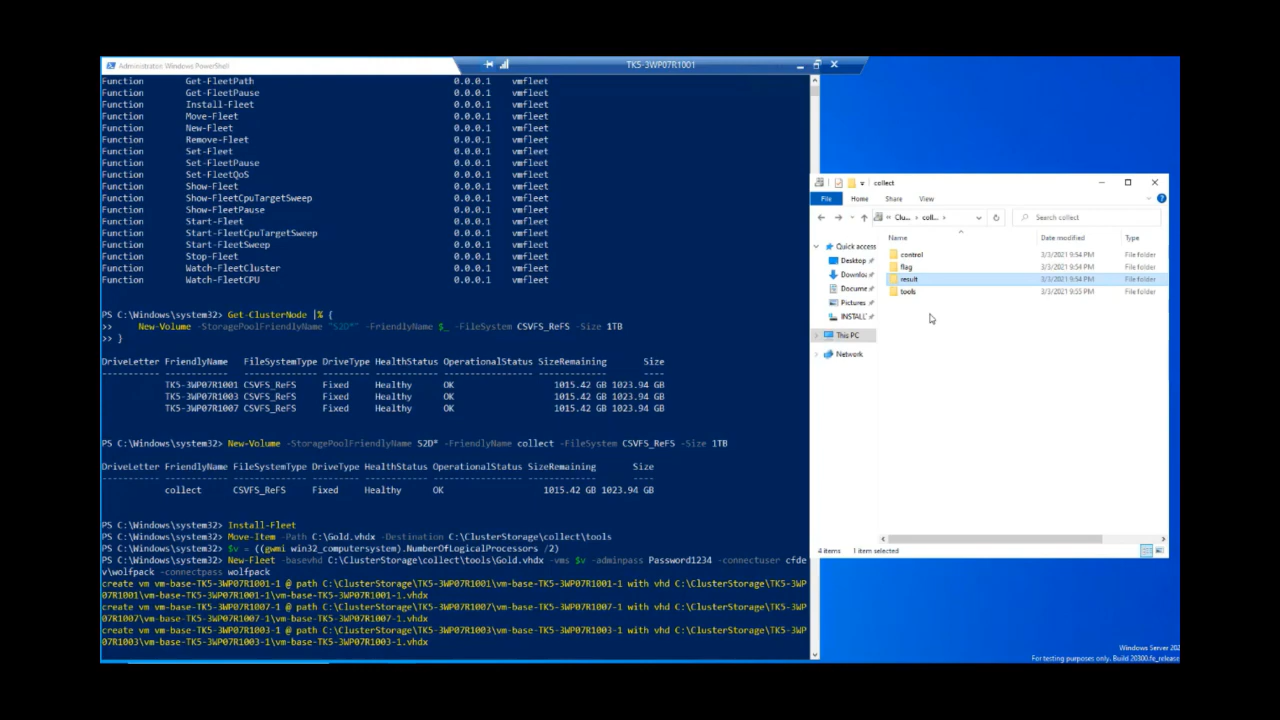 Administrator: Windows PowerShell
TK5-3WP07R1001
Function Get-FleetPath 0.0.0.1 vmfleet
Function Get-FleetPause 0.0.0.1 vmfleet
Function Install-Fleet 0.0.0.1 vmfleet
Function Move-Fleet 0.0.0.1 vmfleet
Function New-Fleet 0.0.0.1 vmfleet
Function Remove-Fleet 0.0.0.1 vmfleet
Function Set-Fleet 0.0.0.1 vmfleet
Function Set-FleetPause 0.0.0.1 vmfleet
Function Set-FleetQoS 0.0.0.1 vmfleet
Function Show-Fleet 0.0.0.1 vmfleet
Function Show-FleetCpuTargetSweep 0.0.0.1 vmfleet
Function Show-FleetPause 0.0.0.1 vmfleet
Function Start-Fleet 0.0.0.1 vmfleet
Function Start-FleetCpuTargetSweep 0.0.0.1 vmfleet
Function Start-FleetSweep 0.0.0.1 vmfleet
Function Stop-Fleet 0.0.0.1 vmfleet
Function Watch-FleetCluster 0.0.0.1 vmfleet
Function Watch-FleetCPU 0.0.0.1 vmfleet
PS C:\Windows\system32> Get-ClusterNode |% {
>> New-Volume -StoragePoolFriendlyName "S2D*" -FriendlyName $_ -FileSystem CSVFS_ReFS -Size 1TB
>> }
DriveLetter FriendlyName FileSystemType DriveType HealthStatus OperationalStatus SizeRemaining Size
----------- ------------ -------------- --------- ------------ ----------------- ------------- ----
TK5-3WP07R1001 CSVFS_ReFS Fixed Healthy OK 1015.42 GB 1023.94 GB
TK5-3WP07R1003 CSVFS_ReFS Fixed Healthy OK 1015.42 GB 1023.94 GB
TK5-3WP07R1007 CSVFS_ReFS Fixed Healthy OK 1015.42 GB 1023.94 GB
PS C:\Windows\system32> New-Volume -StoragePoolFriendlyName S2D* -FriendlyName collect -FileSystem CSVFS_ReFS -Size 1TB
DriveLetter FriendlyName FileSystemType DriveType HealthStatus OperationalStatus SizeRemaining Size
----------- ------------ -------------- --------- ------------ ----------------- ------------- ----
collect CSVFS_ReFS Fixed Healthy OK 1015.42 GB 1023.94 GB
PS C:\Windows\system32> Install-Fleet
PS C:\Windows\system32> Move-Item -Path C:\Gold.vhdx -Destination C:\ClusterStorage\collect\tools
PS C:\Windows\system32> $v = ((gwmi win32_computersystem).NumberOfLogicalProcessors /2)
PS C:\Windows\system32> New-Fleet -basevhd C:\ClusterStorage\collect\tools\Gold.vhdx -vms $v -adminpass Password1234 -connectuser cfde
v\wolfpack -connectpass wolfpack
create vm vm-base-TK5-3WP07R1001-1 @ path C:\ClusterStorage\TK5-3WP07R1001\vm-base-TK5-3WP07R1001-1 with vhd C:\ClusterStorage\TK5-3WP
07R1001\vm-base-TK5-3WP07R1001-1\vm-base-TK5-3WP07R1001-1.vhdx
create vm vm-base-TK5-3WP07R1007-1 @ path C:\ClusterStorage\TK5-3WP07R1007\vm-base-TK5-3WP07R1007-1 with vhd C:\ClusterStorage\TK5-3WP
07R1007\vm-base-TK5-3WP07R1007-1\vm-base-TK5-3WP07R1007-1.vhdx
create vm vm-base-TK5-3WP07R1003-1 @ path C:\ClusterStorage\TK5-3WP07R1003\vm-base-TK5-3WP07R1003-1 with vhd C:\ClusterStorage\TK5-3WP
07R1003\vm-base-TK5-3WP07R1003-1\vm-base-TK5-3WP07R1003-1.vhdx
collect
File Home Share View
« Clu... › coll... › Search collect
Name Date modified Type
Quick access
Desktop
Downloa
Docume
Pictures
INSTALL
This PC
Network
control 3/3/2021 9:54 PM File folder
flag 3/3/2021 9:54 PM File folder
result 3/3/2021 9:54 PM File folder
tools 3/3/2021 9:55 PM File folder
4 items 1 item selected
Windows Server 202
For testing purposes only. Build 20300.fe_release